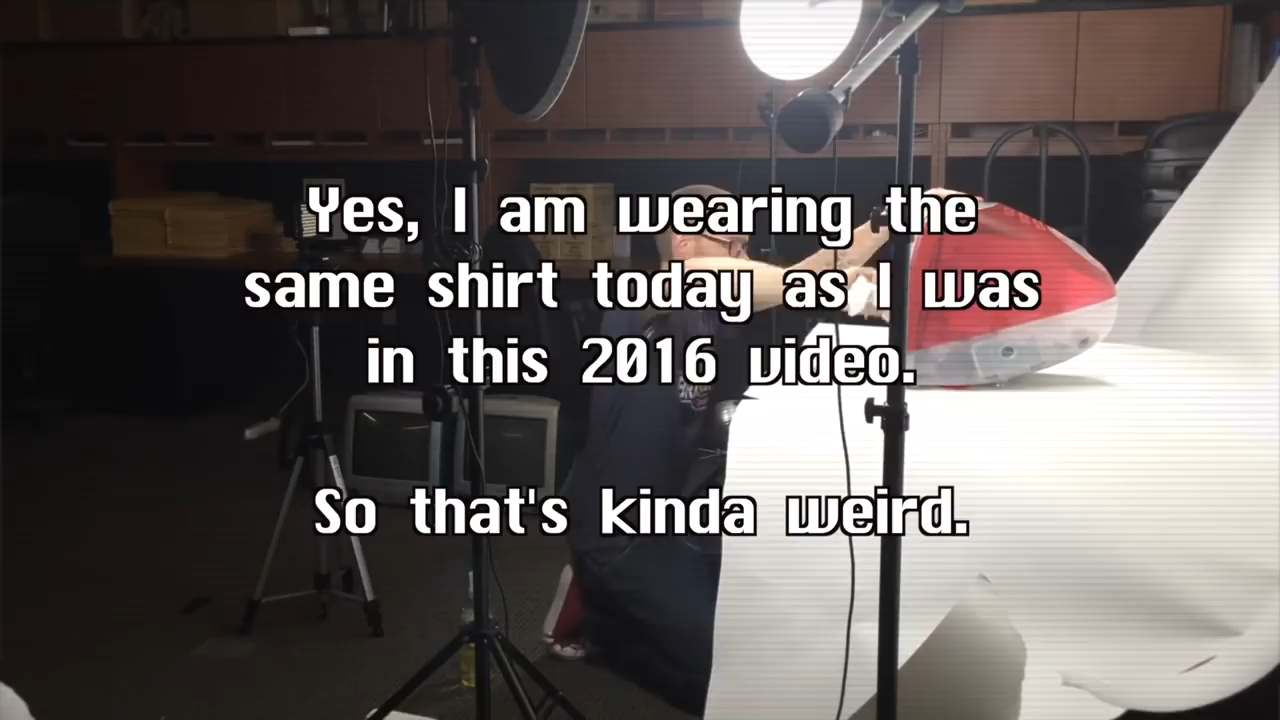 Yes, I am wearing the
same shirt today as I was
in this 2016 video.
So that's kinda weird.